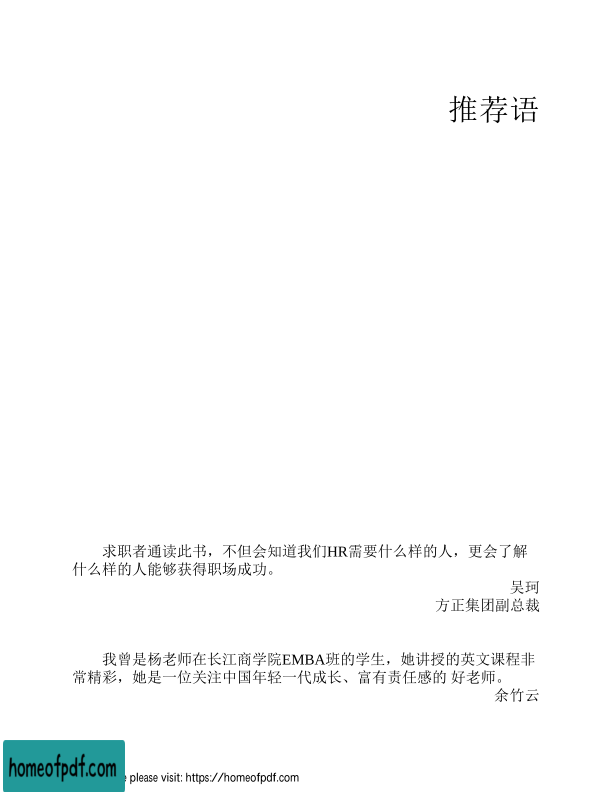 推荐语
求职者通读此书，不但会知道我们HR需要什么样的人，更会了解
什么样的人能够获得职场成功。
吴珂
方正集团副总裁
我曾是杨老师在长江商学院EMBA班的学生，她讲授的英文课程非
常精彩，她是一位关注中国年轻一代成长、富有责任感的 好老师。
余竹云
homeofpdf.com
please visit: https://homeofpdf.com